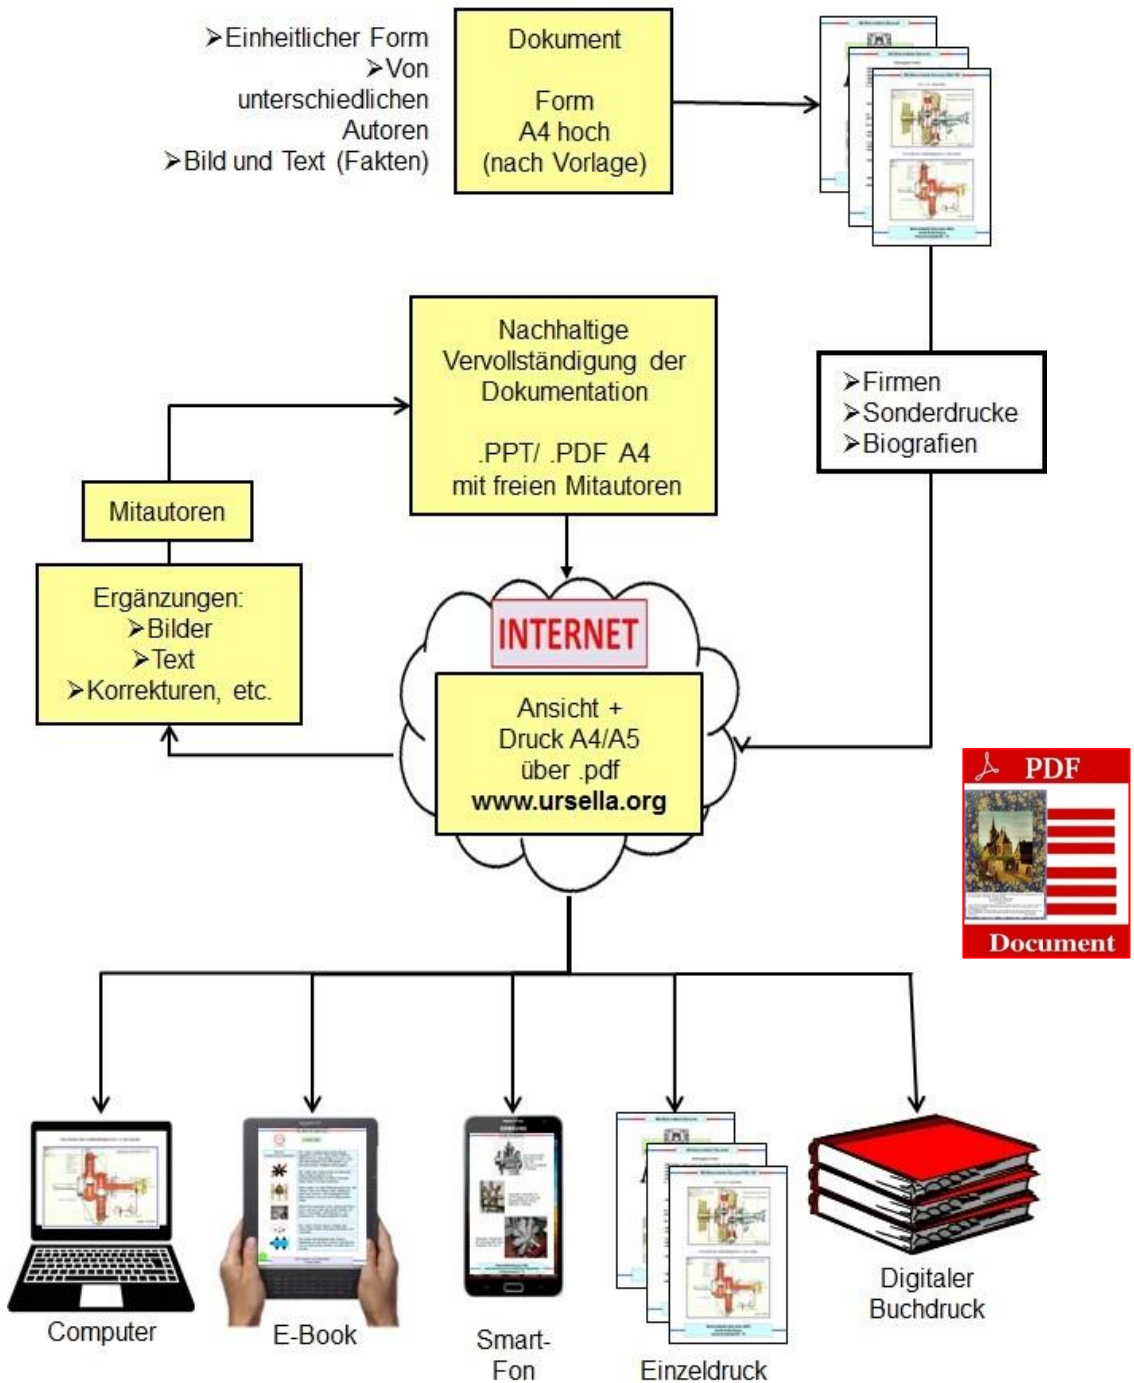 ➢Einheitlicher Form
➢Von
unterschiedlichen
Autoren
➢Bild und Text (Fakten)
Dokument
Form
A4 hoch
(nach Vorlage)
Nachhaltige
Vervollständigung der
Dokumentation
.PPT/ .PDF A4
mit freien Mitautoren
➢Firmen
➢Sonderdrucke
➢Biografien
Mitautoren
Ergänzungen:
➢Bilder
➢Text
➢Korrekturen, etc.
INTERNET
Ansicht +
Druck A4/A5
über .pdf
www.ursella.org
PDF
Document
SAMSUNG
Computer
E-Book
Smart-
Fon
Einzeldruck
Digitaler
Buchdruck